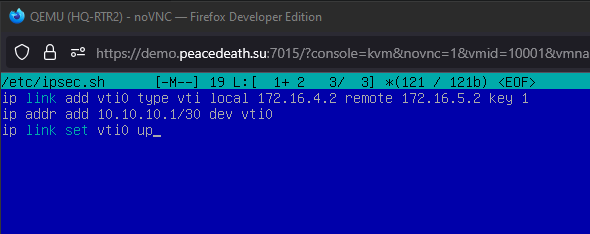 QEMU (HQ-RTR2) - noVNC — Firefox Developer Edition
https://demo.peacedeath.su:7015/?console=kvm&novnc=1&vmid=10001&vmna
/etc/ipsec.sh [-M--] 19 L:[ 1+ 2 3/ 3] *(121 / 121b) <EOF>
ip link add vti0 type vti local 172.16.4.2 remote 172.16.5.2 key 1
ip addr add 10.10.10.1/30 dev vti0
ip link set vti0 up_